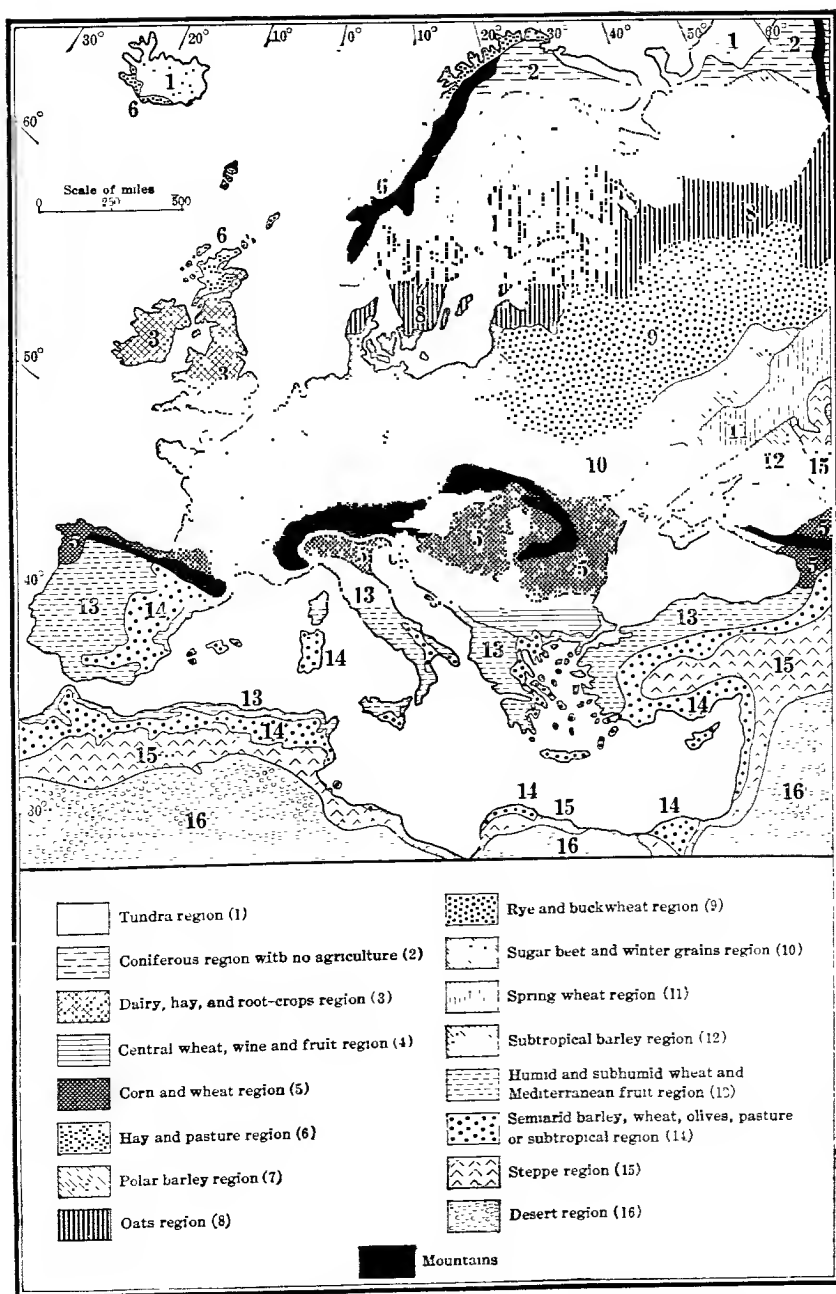 30° 20° 10° 0° 10° 20° 30° 40° 50° 60°
1 2
1 2
6
60°
Scale of miles
0 250 500
6
6
8
8
3
9
3
50°
11
12 15
10
5
5 5
5 5 5
40°
13 14 13 13 13
14 15
13 14
14
15
14 15 14
30° 16 16 16
Tundra region (1)
Coniferous region with no agriculture (2)
Dairy, hay, and root-crops region (3)
Central wheat, wine and fruit region (4)
Corn and wheat region (5)
Hay and pasture region (6)
Polar barley region (7)
Oats region (8)
Rye and buckwheat region (9)
Sugar beet and winter grains region (10)
Spring wheat region (11)
Subtropical barley region (12)
Humid and subhumid wheat and
Mediterranean fruit region (13)
Semiarid barley, wheat, olives, pasture
or subtropical region (14)
Steppe region (15)
Desert region (16)
Mountains